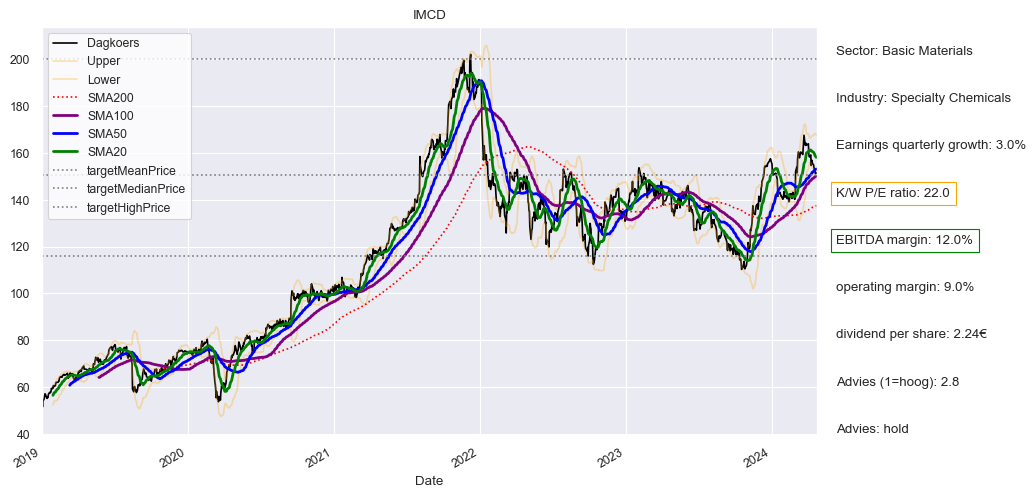 IMCD
Dagkoers
Upper
Lower
SMA200
SMA100
SMA50
SMA20
targetMeanPrice
targetMedianPrice
targetHighPrice
200
180
160
140
120
100
80
60
40
2019
2020
2021
2022
2023
2024
Date
Sector: Basic Materials
Industry: Specialty Chemicals
Earnings quarterly growth: 3.0%
K/W P/E ratio: 22.0
EBITDA margin: 12.0%
operating margin: 9.0%
dividend per share: 2.24€
Advies (1=hoog): 2.8
Advies: hold